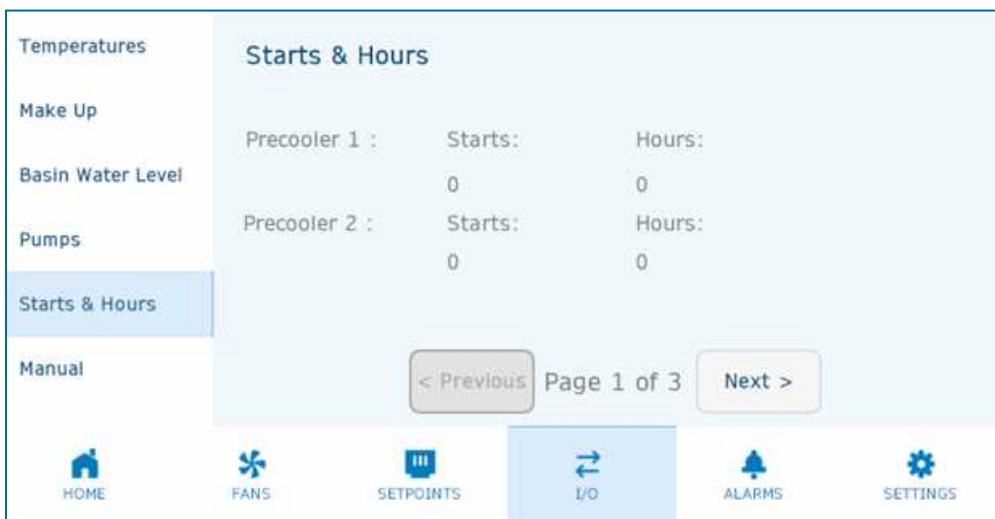 Temperatures
Make Up
Basin Water Level
Pumps
Starts & Hours
Manual
Starts & Hours
Precooler 1 : Starts: Hours:
0 0
Precooler 2 : Starts: Hours:
0 0
< Previous Page 1 of 3 Next >
HOME FANS SETPOINTS I/O ALARMS SETTINGS